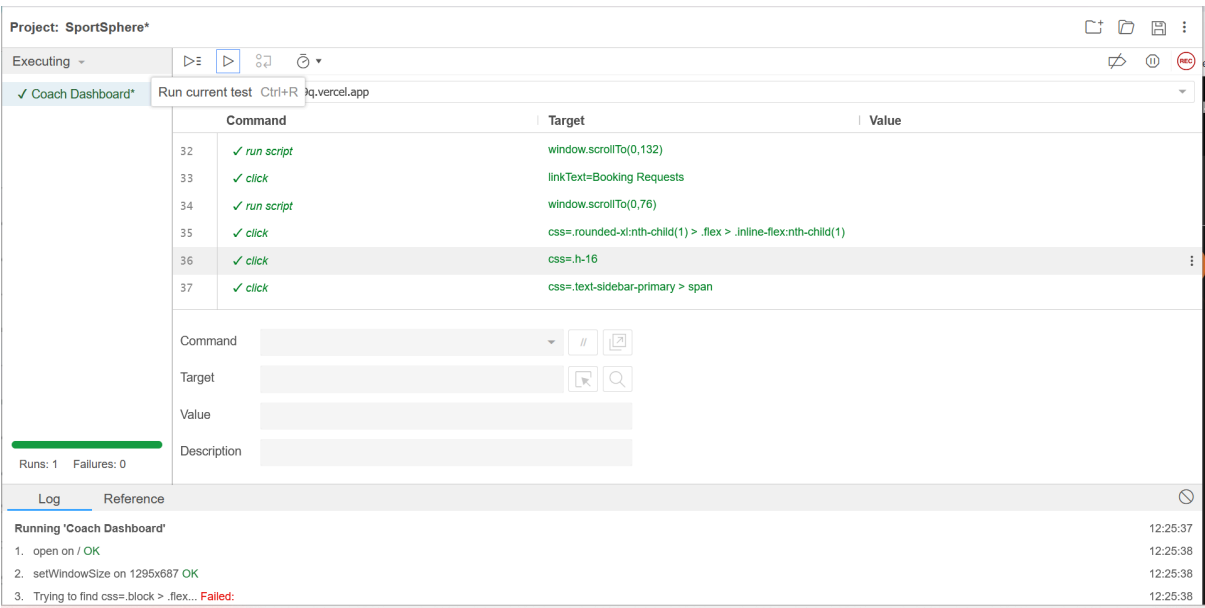 Project: SportSphere*
Executing
REC
✓ Coach Dashboard*
Run current test Ctrl+R
9q.vercel.app
Command Target Value
32 ✓ run script window.scrollTo(0,132)
33 ✓ click linkText=Booking Requests
34 ✓ run script window.scrollTo(0,76)
35 ✓ click css=.rounded-xl:nth-child(1) > .flex > .inline-flex:nth-child(1)
36 ✓ click css=.h-16
37 ✓ click css=.text-sidebar-primary > span
Command //
Target
Value
Description
Runs: 1 Failures: 0
Log Reference
Running 'Coach Dashboard' 12:25:37
1. open on / OK 12:25:38
2. setWindowSize on 1295x687 OK 12:25:38
3. Trying to find css=.block > .flex... Failed: 12:25:38